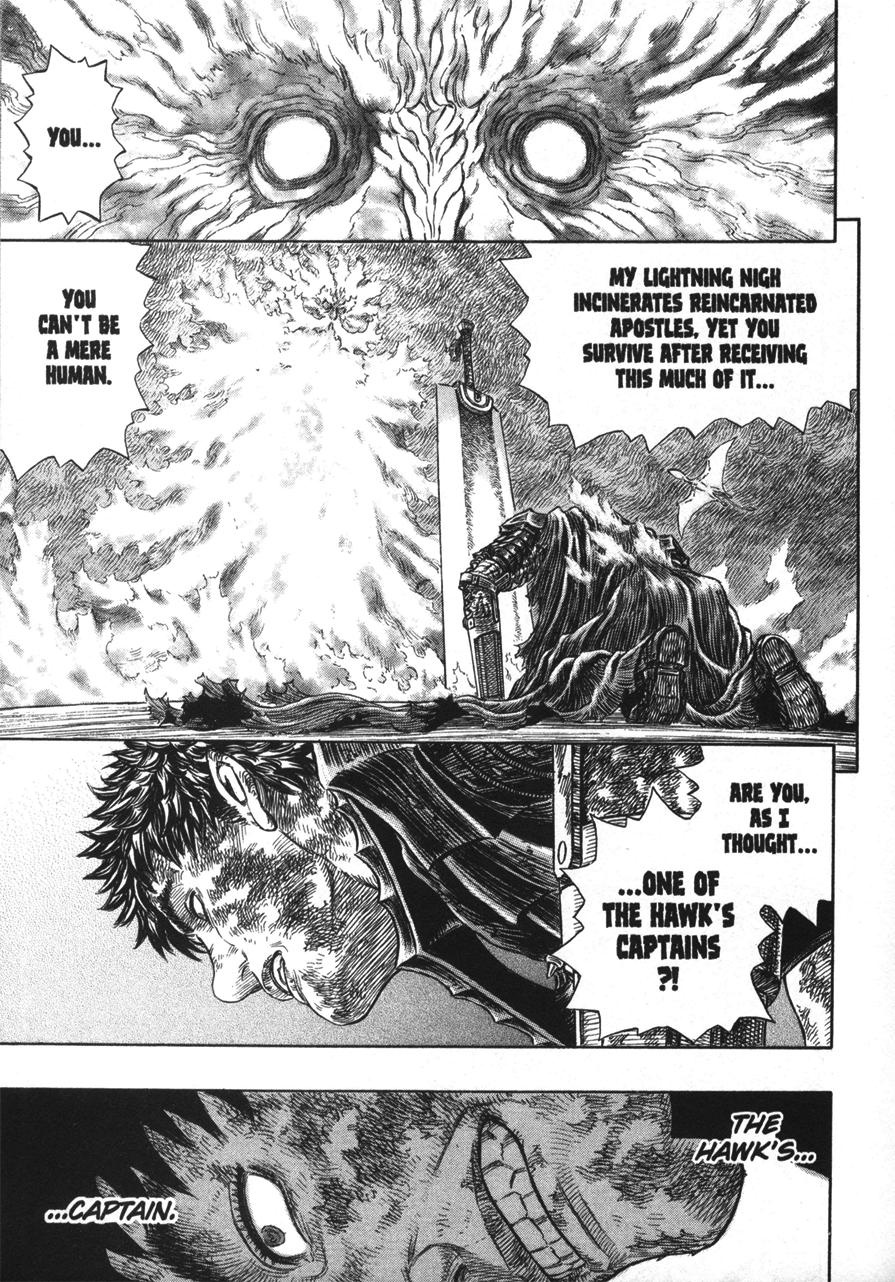 YOU...
MY LIGHTNING NIGH
INCINERATES REINCARNATED
APOSTLES, YET YOU
SURVIVE AFTER RECEIVING
THIS MUCH OF IT...
YOU
CAN'T BE
A MERE
HUMAN.
ARE YOU,
AS I
THOUGHT...
...ONE OF
THE HAWK'S
CAPTAINS
?!
THE
HAWK'S...
...CAPTAIN.